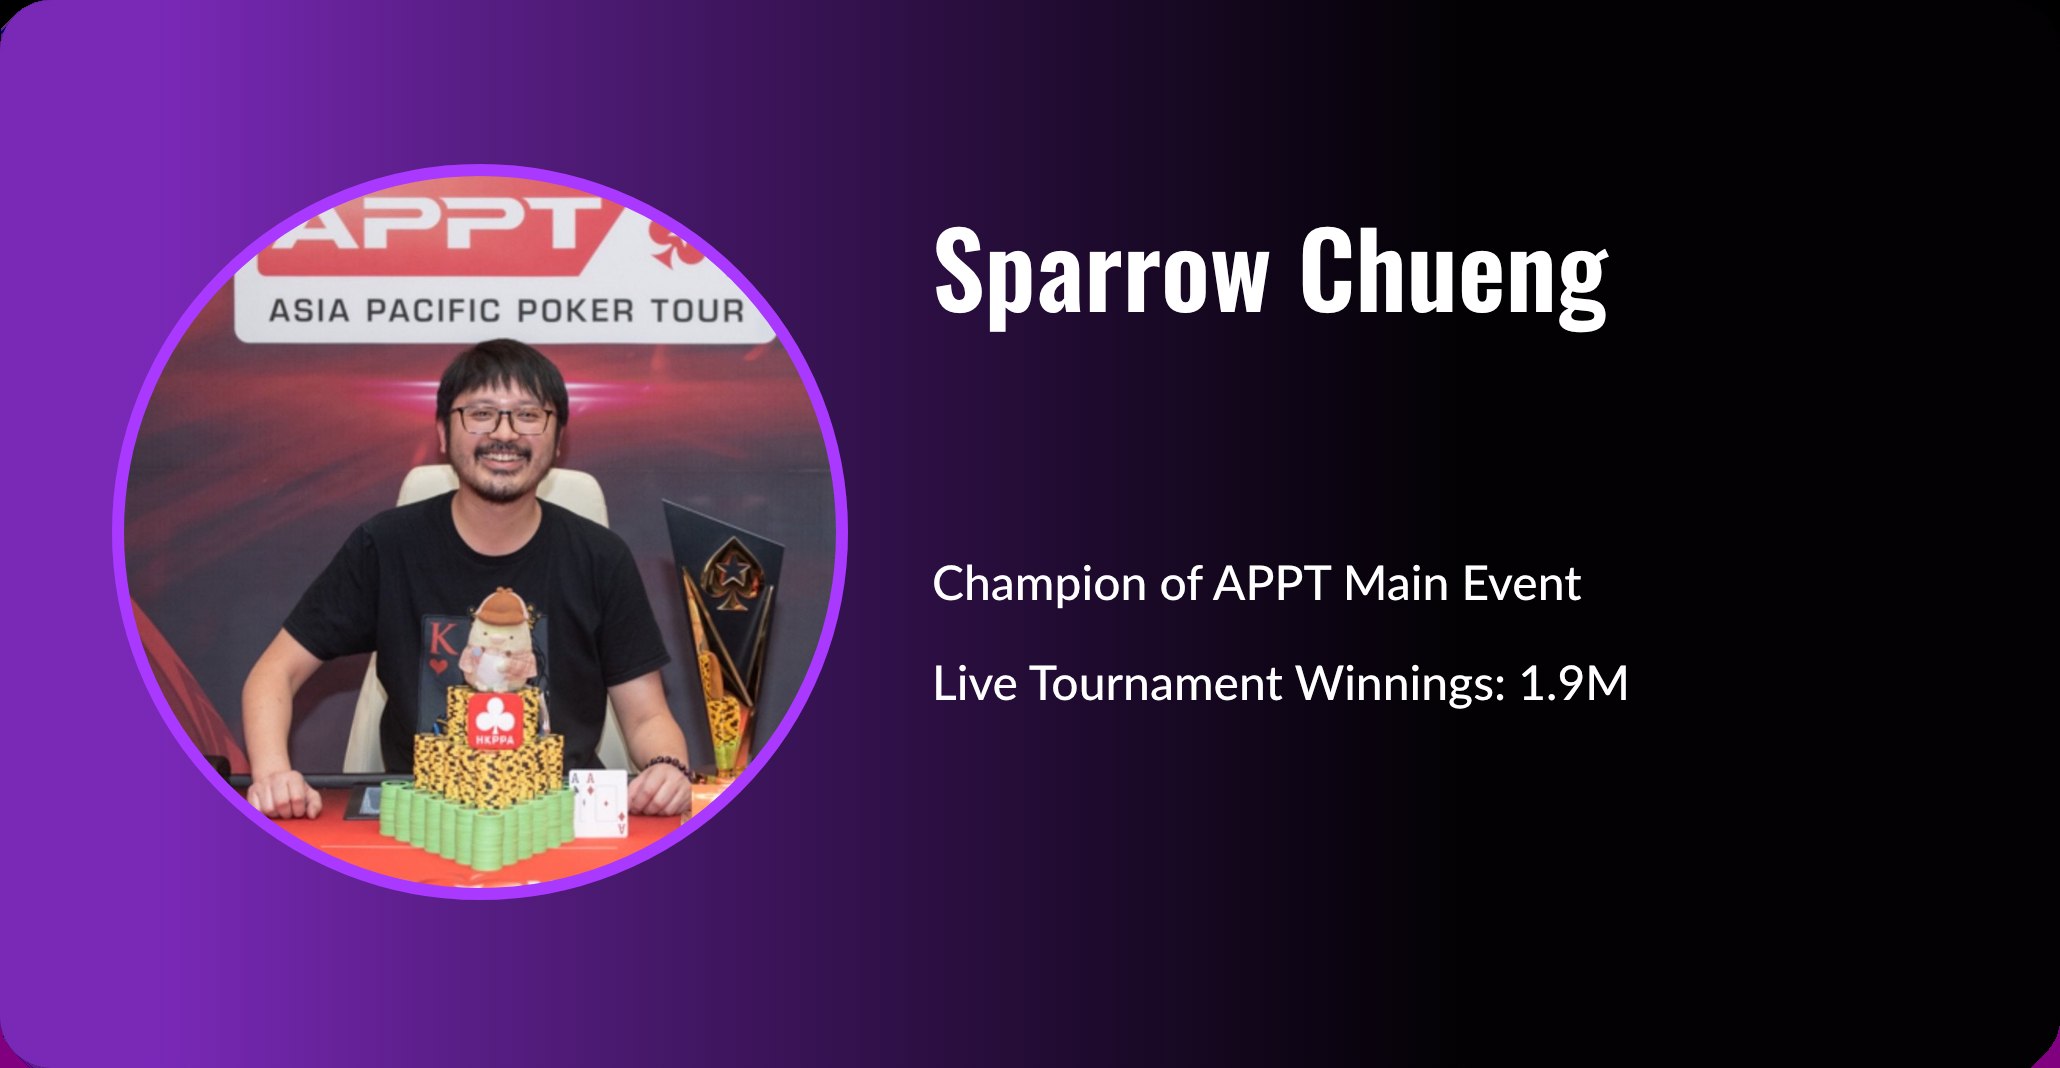 APPT
ASIA PACIFIC POKER TOUR
K
HKPPA
A A
A
Sparrow Chueng
Champion of APPT Main Event
Live Tournament Winnings: 1.9M